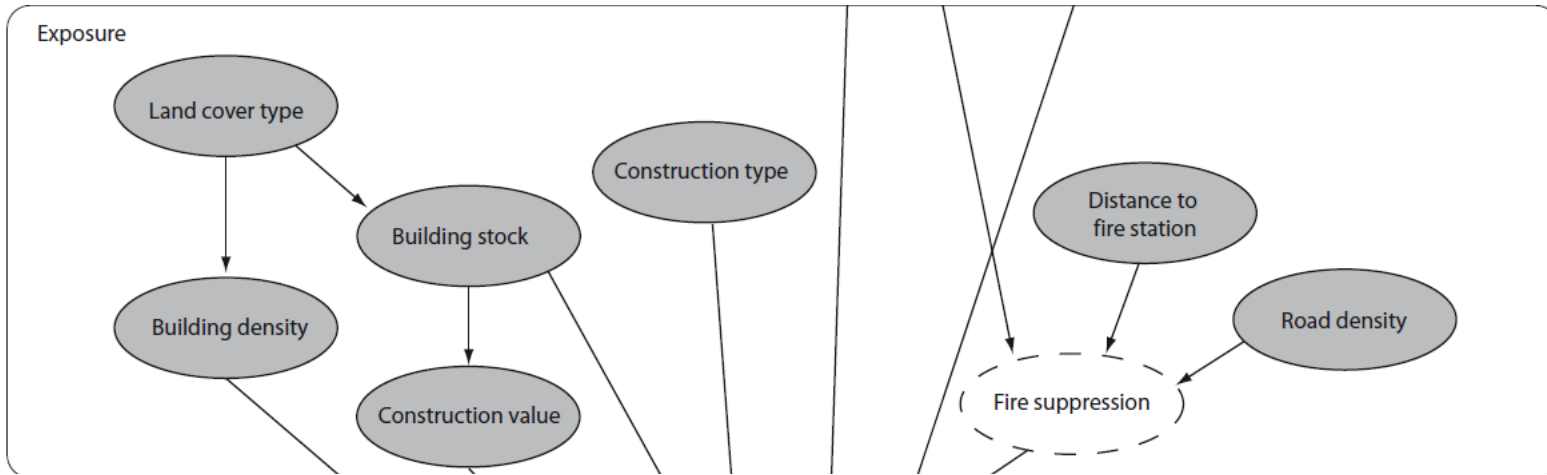 Exposure
Land cover type
Construction type
Distance to
fire station
Building stock
Building density
Road density
Construction value
Fire suppression